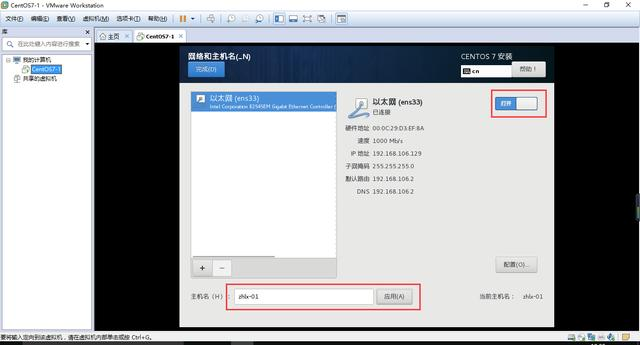 CentOS7-1 - VMware Workstation
文件(F) 编辑(E) 查看(V) 虚拟机(M) 选项卡(T) 帮助(H)
库
在此处键入内容进行搜索
我的计算机
CentOS7-1
共享的虚拟机
主页
CentOS7-1
网络和主机名(_N)
完成(D)
CENTOS 7 安装
cn
帮助！
以太网 (ens33)
Intel Corporation 82545EM Gigabit Ethernet Controller (
以太网 (ens33)
已连接
打开
硬件地址 00:0C:29:D3:EF:8A
速度 1000 Mb/s
IP 地址 192.168.106.129
子网掩码 255.255.255.0
默认路由 192.168.106.2
DNS 192.168.106.2
+ −
配置(O)...
主机名（H）： zhlx-01 应用(A) 当前主机名： zhlx-01
要将输入定向到该虚拟机，请在虚拟机内部单击或按 Ctrl+G。